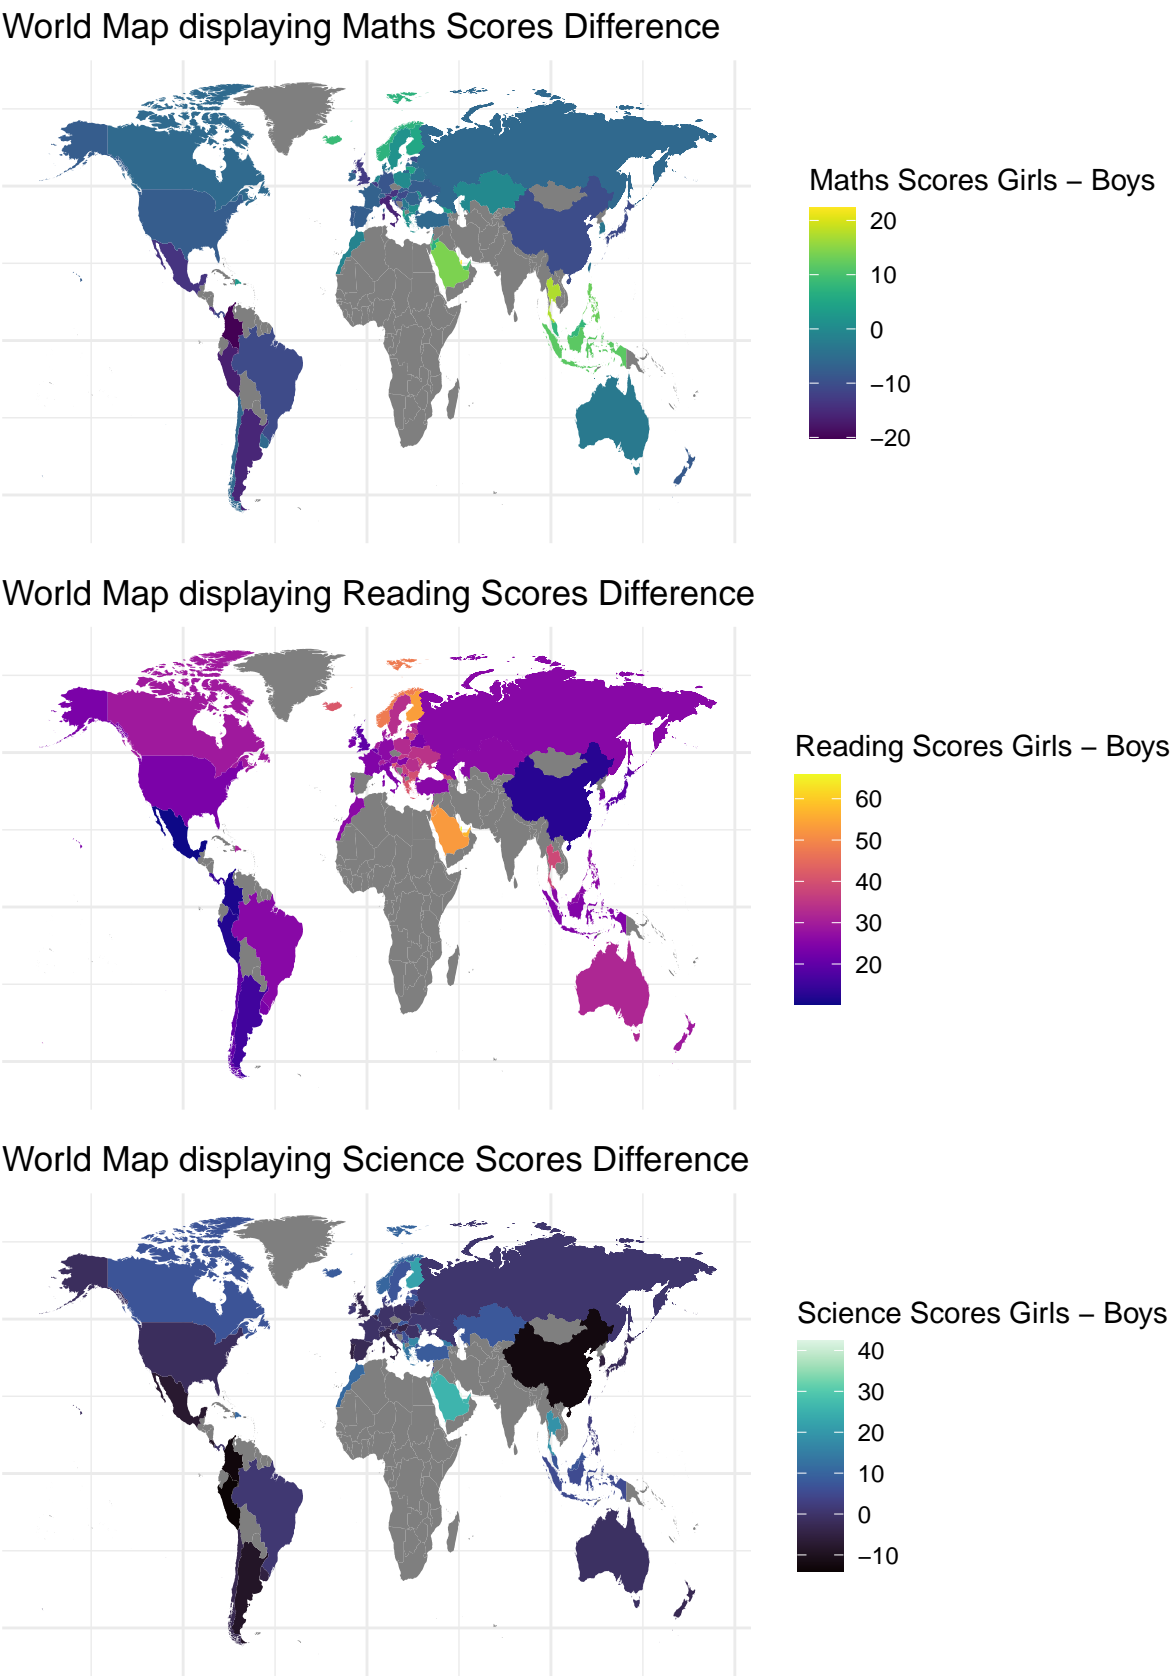 World Map displaying Maths Scores Difference
Maths Scores Girls − Boys
20
10
0
−10
−20
World Map displaying Reading Scores Difference
Reading Scores Girls − Boys
60
50
40
30
20
World Map displaying Science Scores Difference
Science Scores Girls − Boys
40
30
20
10
0
−10